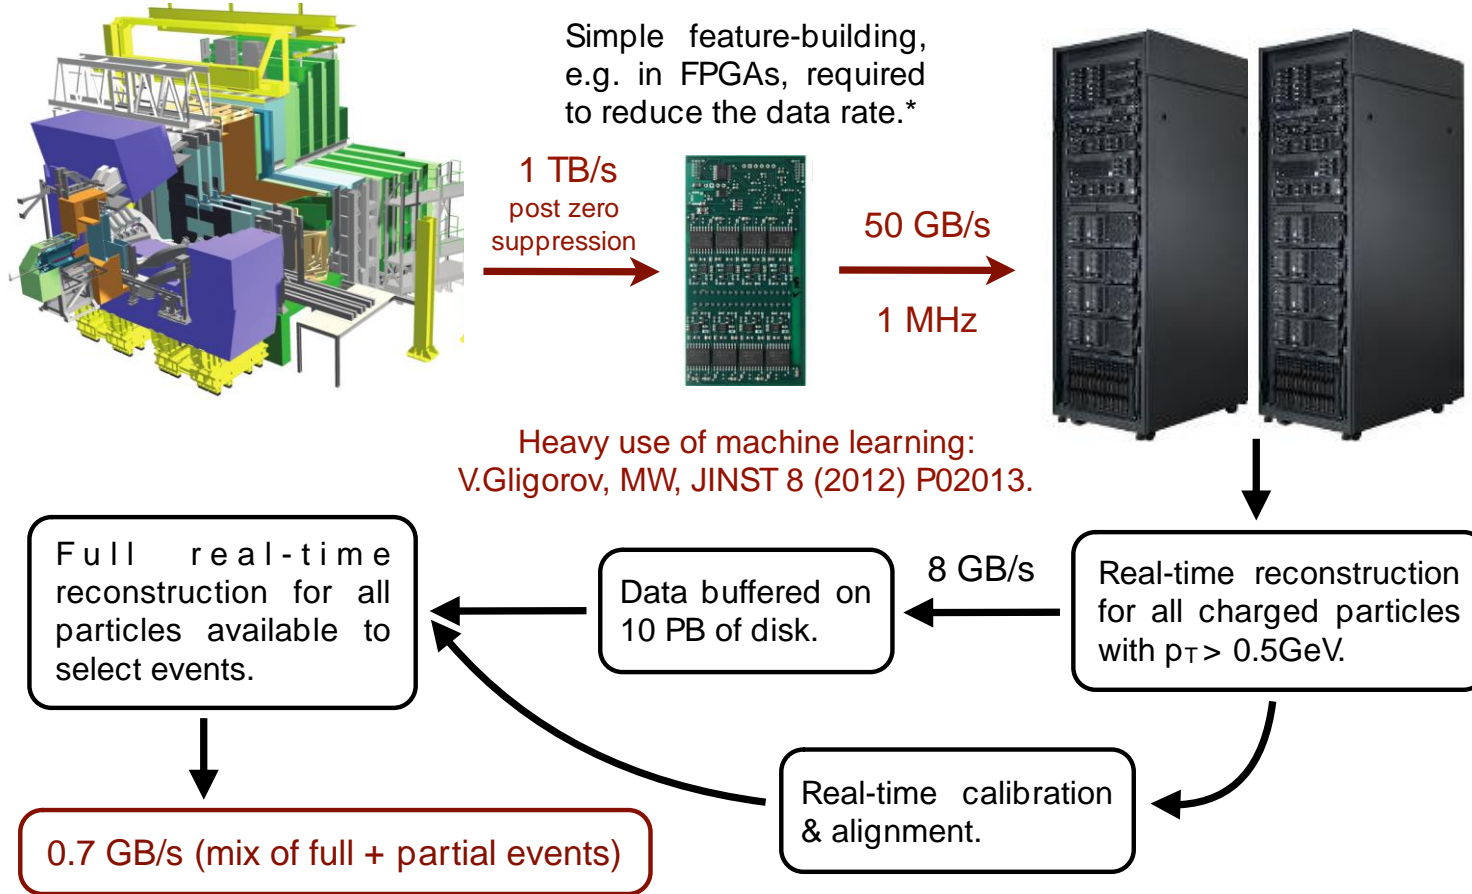 Simple feature-building,
e.g. in FPGAs, required
to reduce the data rate.*
1 TB/s
post zero
suppression
50 GB/s
1 MHz
Heavy use of machine learning:
V.Gligorov, MW, JINST 8 (2012) P02013.
Full real-time
reconstruction for all
particles available to
select events.
Data buffered on
10 PB of disk.
8 GB/s
Real-time reconstruction
for all charged particles
with pT > 0.5GeV.
Real-time calibration
& alignment.
0.7 GB/s (mix of full + partial events)